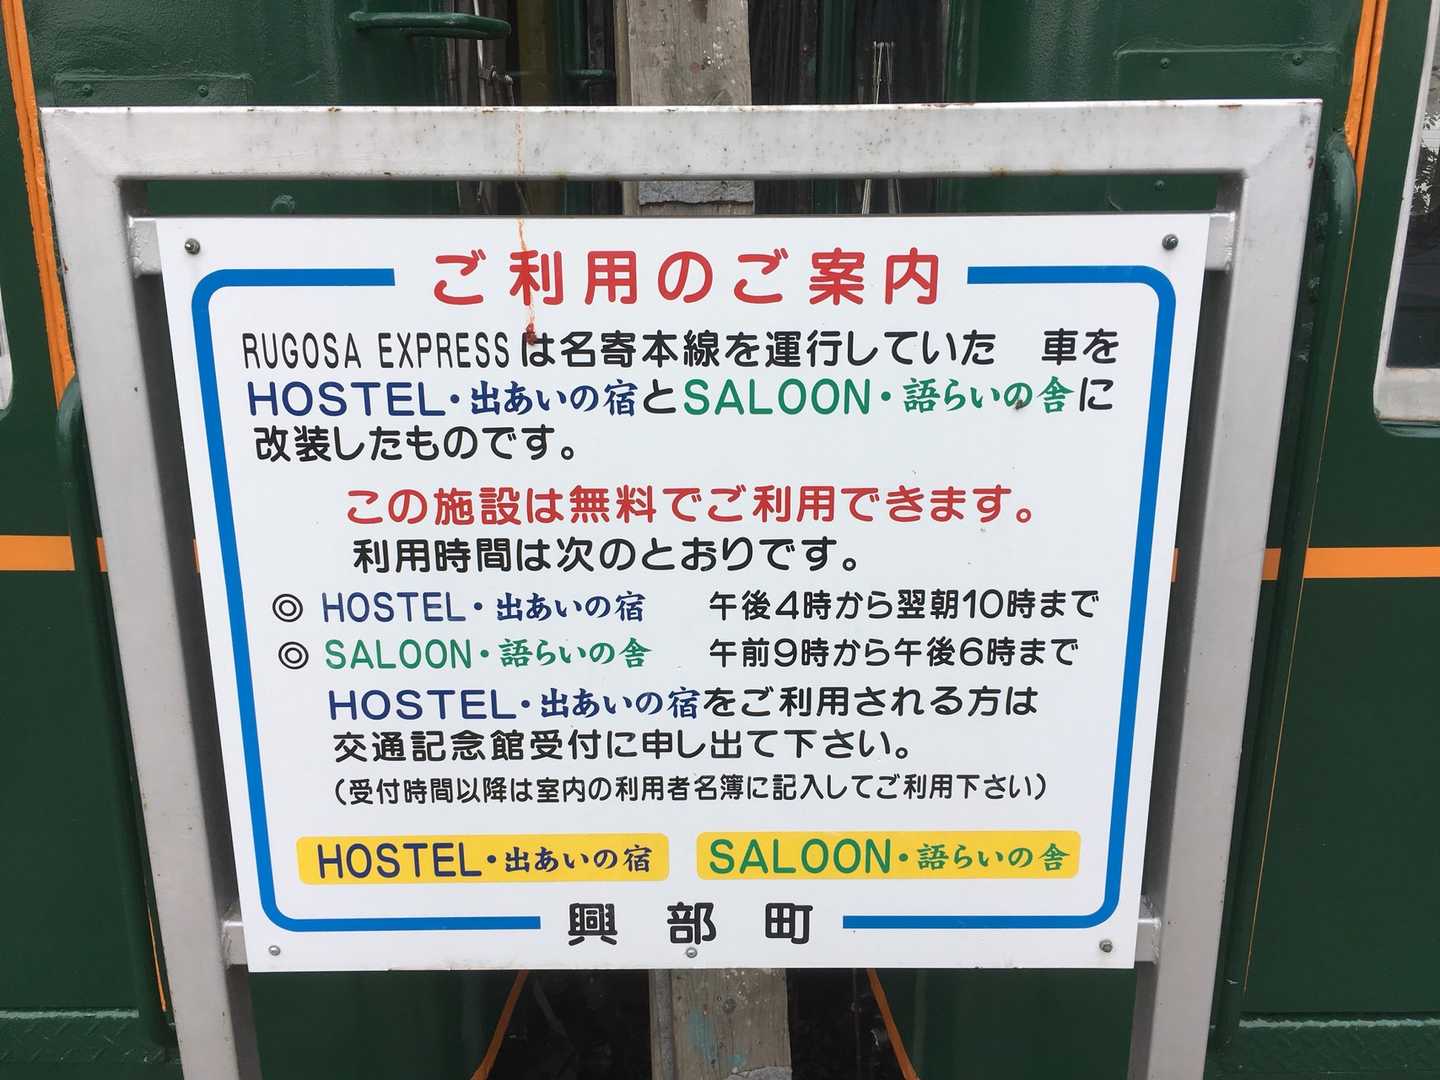 ご利用のご案内
RUGOSA EXPRESSは名寄本線を運行していた　車を
HOSTEL・出あいの宿とSALOON・語らいの舎に
改装したものです。
この施設は無料でご利用できます。
利用時間は次のとおりです。
◎ HOSTEL・出あいの宿　午後4時から翌朝10時まで
◎ SALOON・語らいの舎　午前9時から午後6時まで
HOSTEL・出あいの宿をご利用される方は
交通記念館受付に申し出て下さい。
（受付時間以降は室内の利用者名簿に記入してご利用下さい）
HOSTEL・出あいの宿　SALOON・語らいの舎
興部町